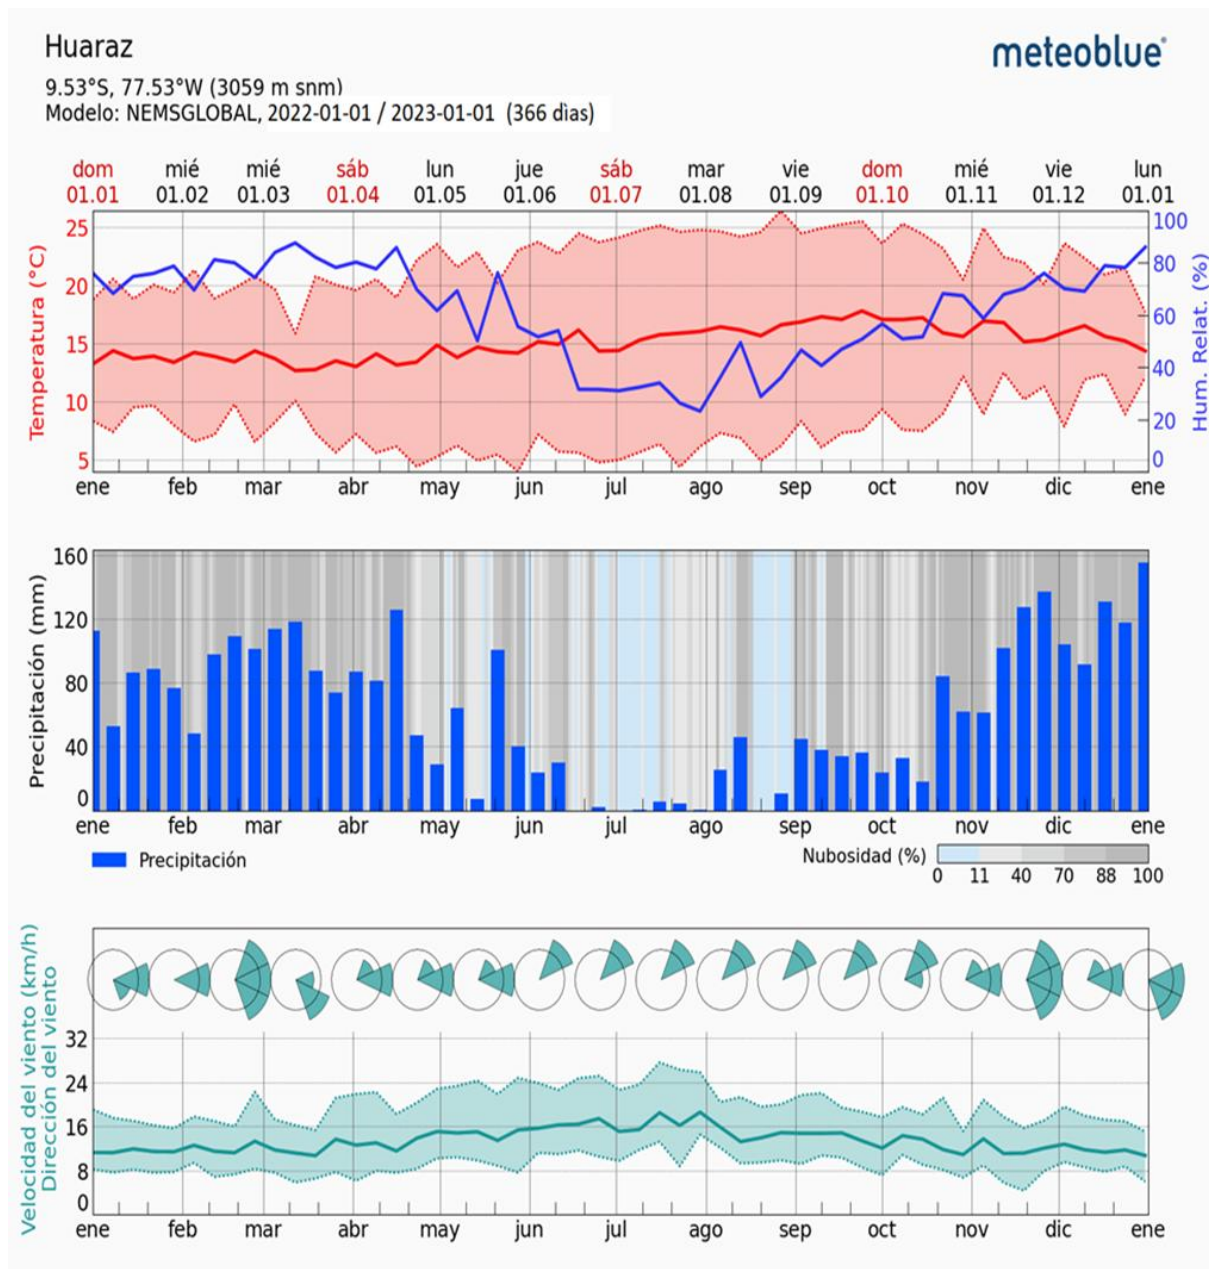 Huaraz
meteoblue
9.53°S, 77.53°W (3059 m snm)
Modelo: NEMSGLOBAL, 2022-01-01 / 2023-01-01 (366 dìas)
dom mié mié sáb lun jue sáb mar vie dom mié vie lun
01.01 01.02 01.03 01.04 01.05 01.06 01.07 01.08 01.09 01.10 01.11 01.12 01.01
Temperatura (°C)
25
20
15
10
5
Hum. Relat. (%)
100
80
60
40
20
0
ene feb mar abr may jun jul ago sep oct nov dic ene
Precipitación (mm)
160
120
80
40
0
ene feb mar abr may jun jul ago sep oct nov dic ene
Precipitación
Nubosidad (%)
0 11 40 70 88 100
Velocidad del viento (km/h)
Dirección del viento
32
24
16
8
0
ene feb mar abr may jun jul ago sep oct nov dic ene